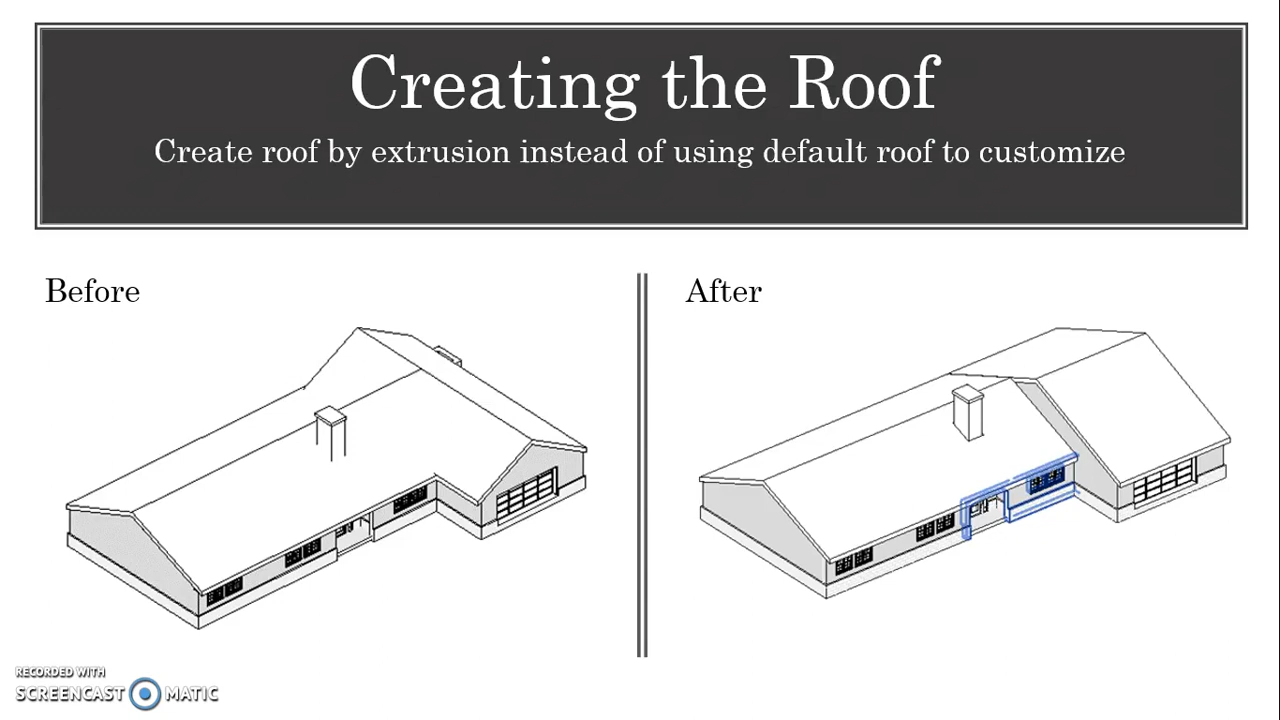 Creating the Roof
Create roof by extrusion instead of using default roof to customize
Before
After
RECORDED WITH
SCREENCAST MATIC